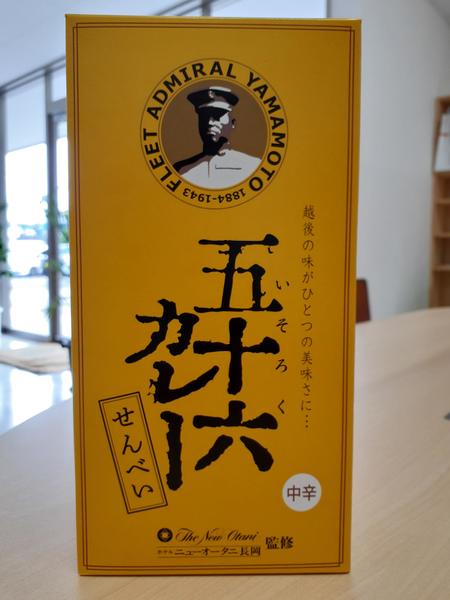 FLEET ADMIRAL YAMAMOTO
1884-1943
越後の味がひとつの美味さに…
五十六
いそろく
カレー
せんべい
中辛
The New Otani
ホテル ニューオータニ長岡 監修